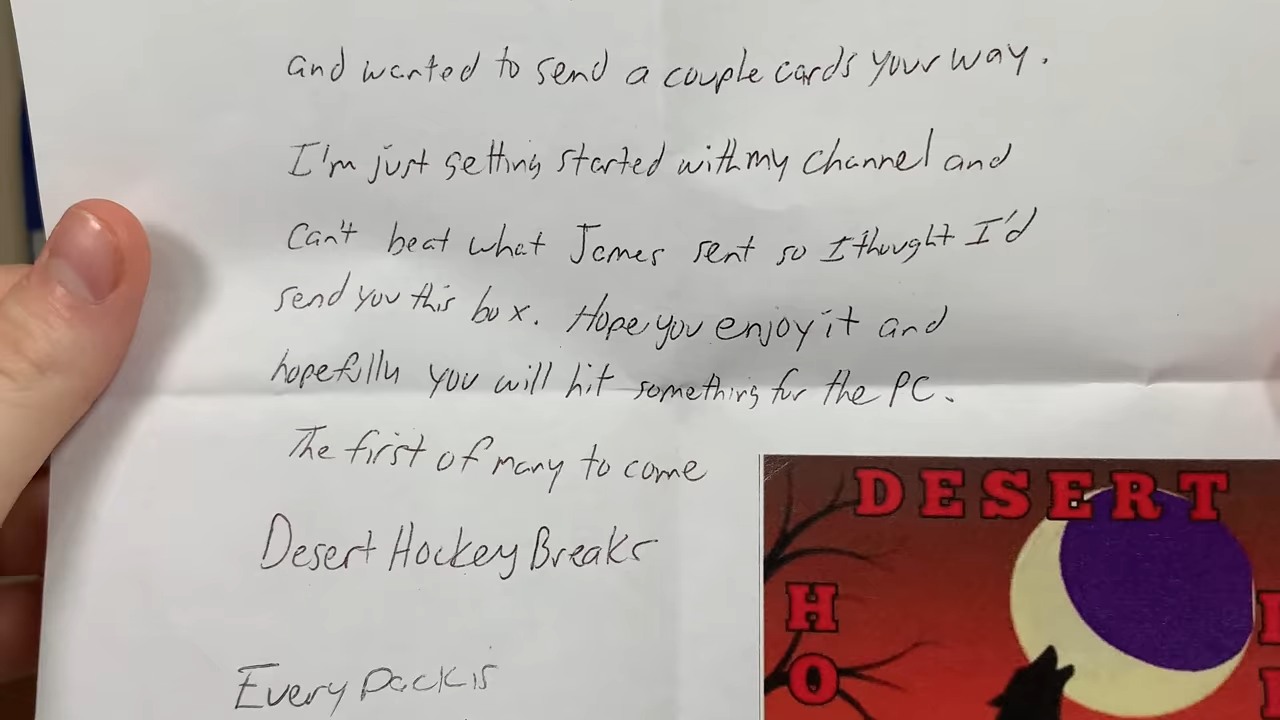 and wanted to send a couple cards your way.
I'm just getting started with my channel and
Can't beat what James sent so I thought I'd
send you this box. Hope you enjoy it and
hopefully you will hit something for the PC.
The first of many to come
Desert Hockey Breaks
Every pack is
DESERT
H
O